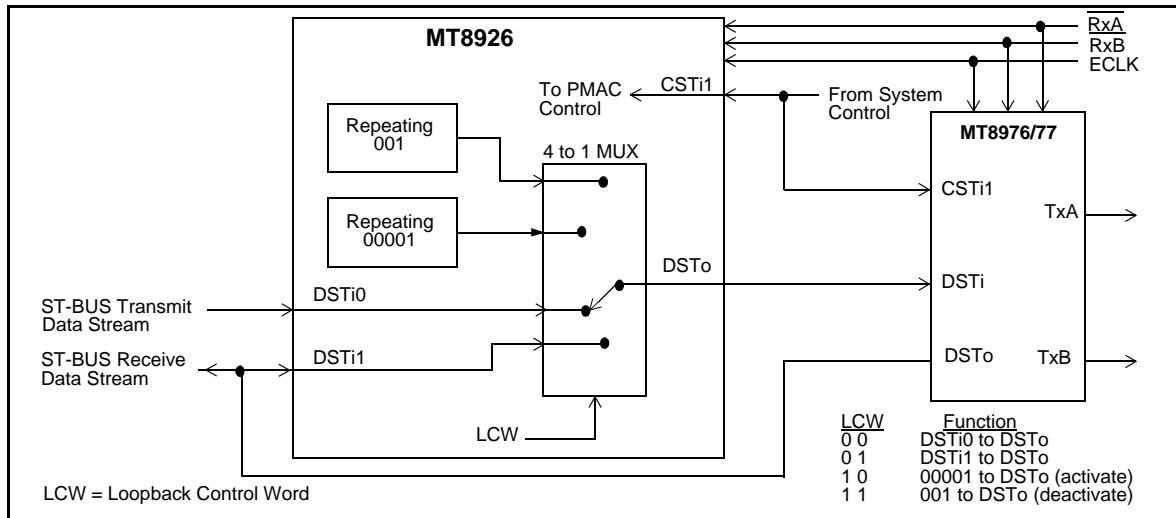 MT8926
RxA
RxB
ECLK
To PMAC
Control
CSTi1
From System
Control
MT8976/77
Repeating
001
4 to 1 MUX
CSTi1
TxA
Repeating
00001
DSTo
DSTi
ST-BUS Transmit
Data Stream
DSTi0
ST-BUS Receive
Data Stream
DSTi1
DSTo
TxB
LCW
LCW Function
0 0 DSTi0 to DSTo
0 1 DSTi1 to DSTo
1 0 00001 to DSTo (activate)
1 1 001 to DSTo (deactivate)
LCW = Loopback Control Word